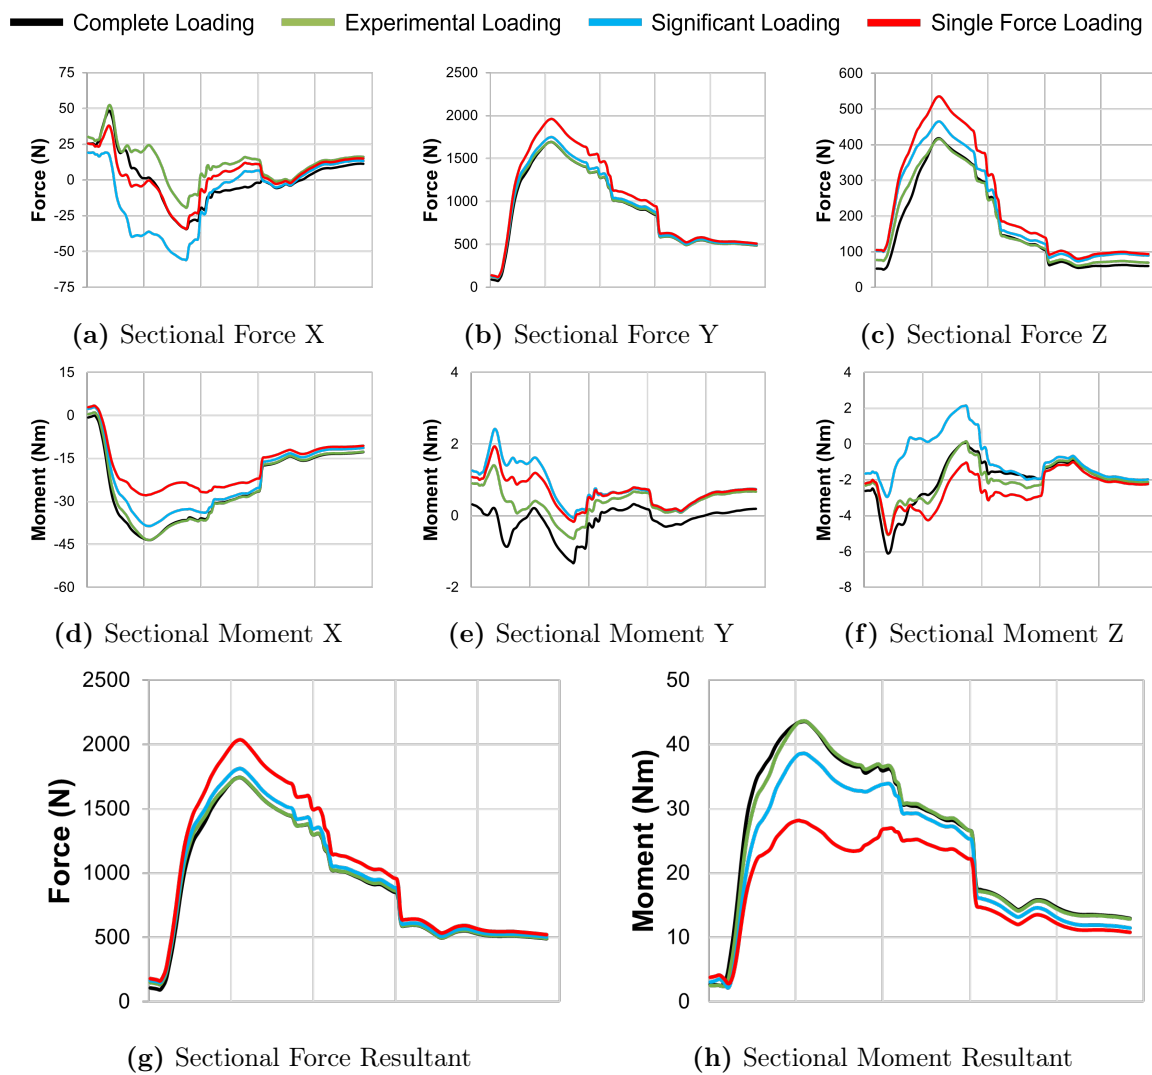 Complete Loading Experimental Loading Significant Loading Single Force Loading
75
50
25
0
-25
-50
-75
Force (N)
2500
2000
1500
1000
500
0
Force (N)
600
500
400
300
200
100
0
Force (N)
(a) Sectional Force X
(b) Sectional Force Y
(c) Sectional Force Z
15
0
-15
-30
-45
-60
Moment (Nm)
4
2
0
-2
Moment (Nm)
4
2
0
-2
-4
-6
-8
Moment (Nm)
(d) Sectional Moment X
(e) Sectional Moment Y
(f) Sectional Moment Z
2500
2000
1500
1000
500
0
Force (N)
50
40
30
20
10
0
Moment (Nm)
(g) Sectional Force Resultant
(h) Sectional Moment Resultant